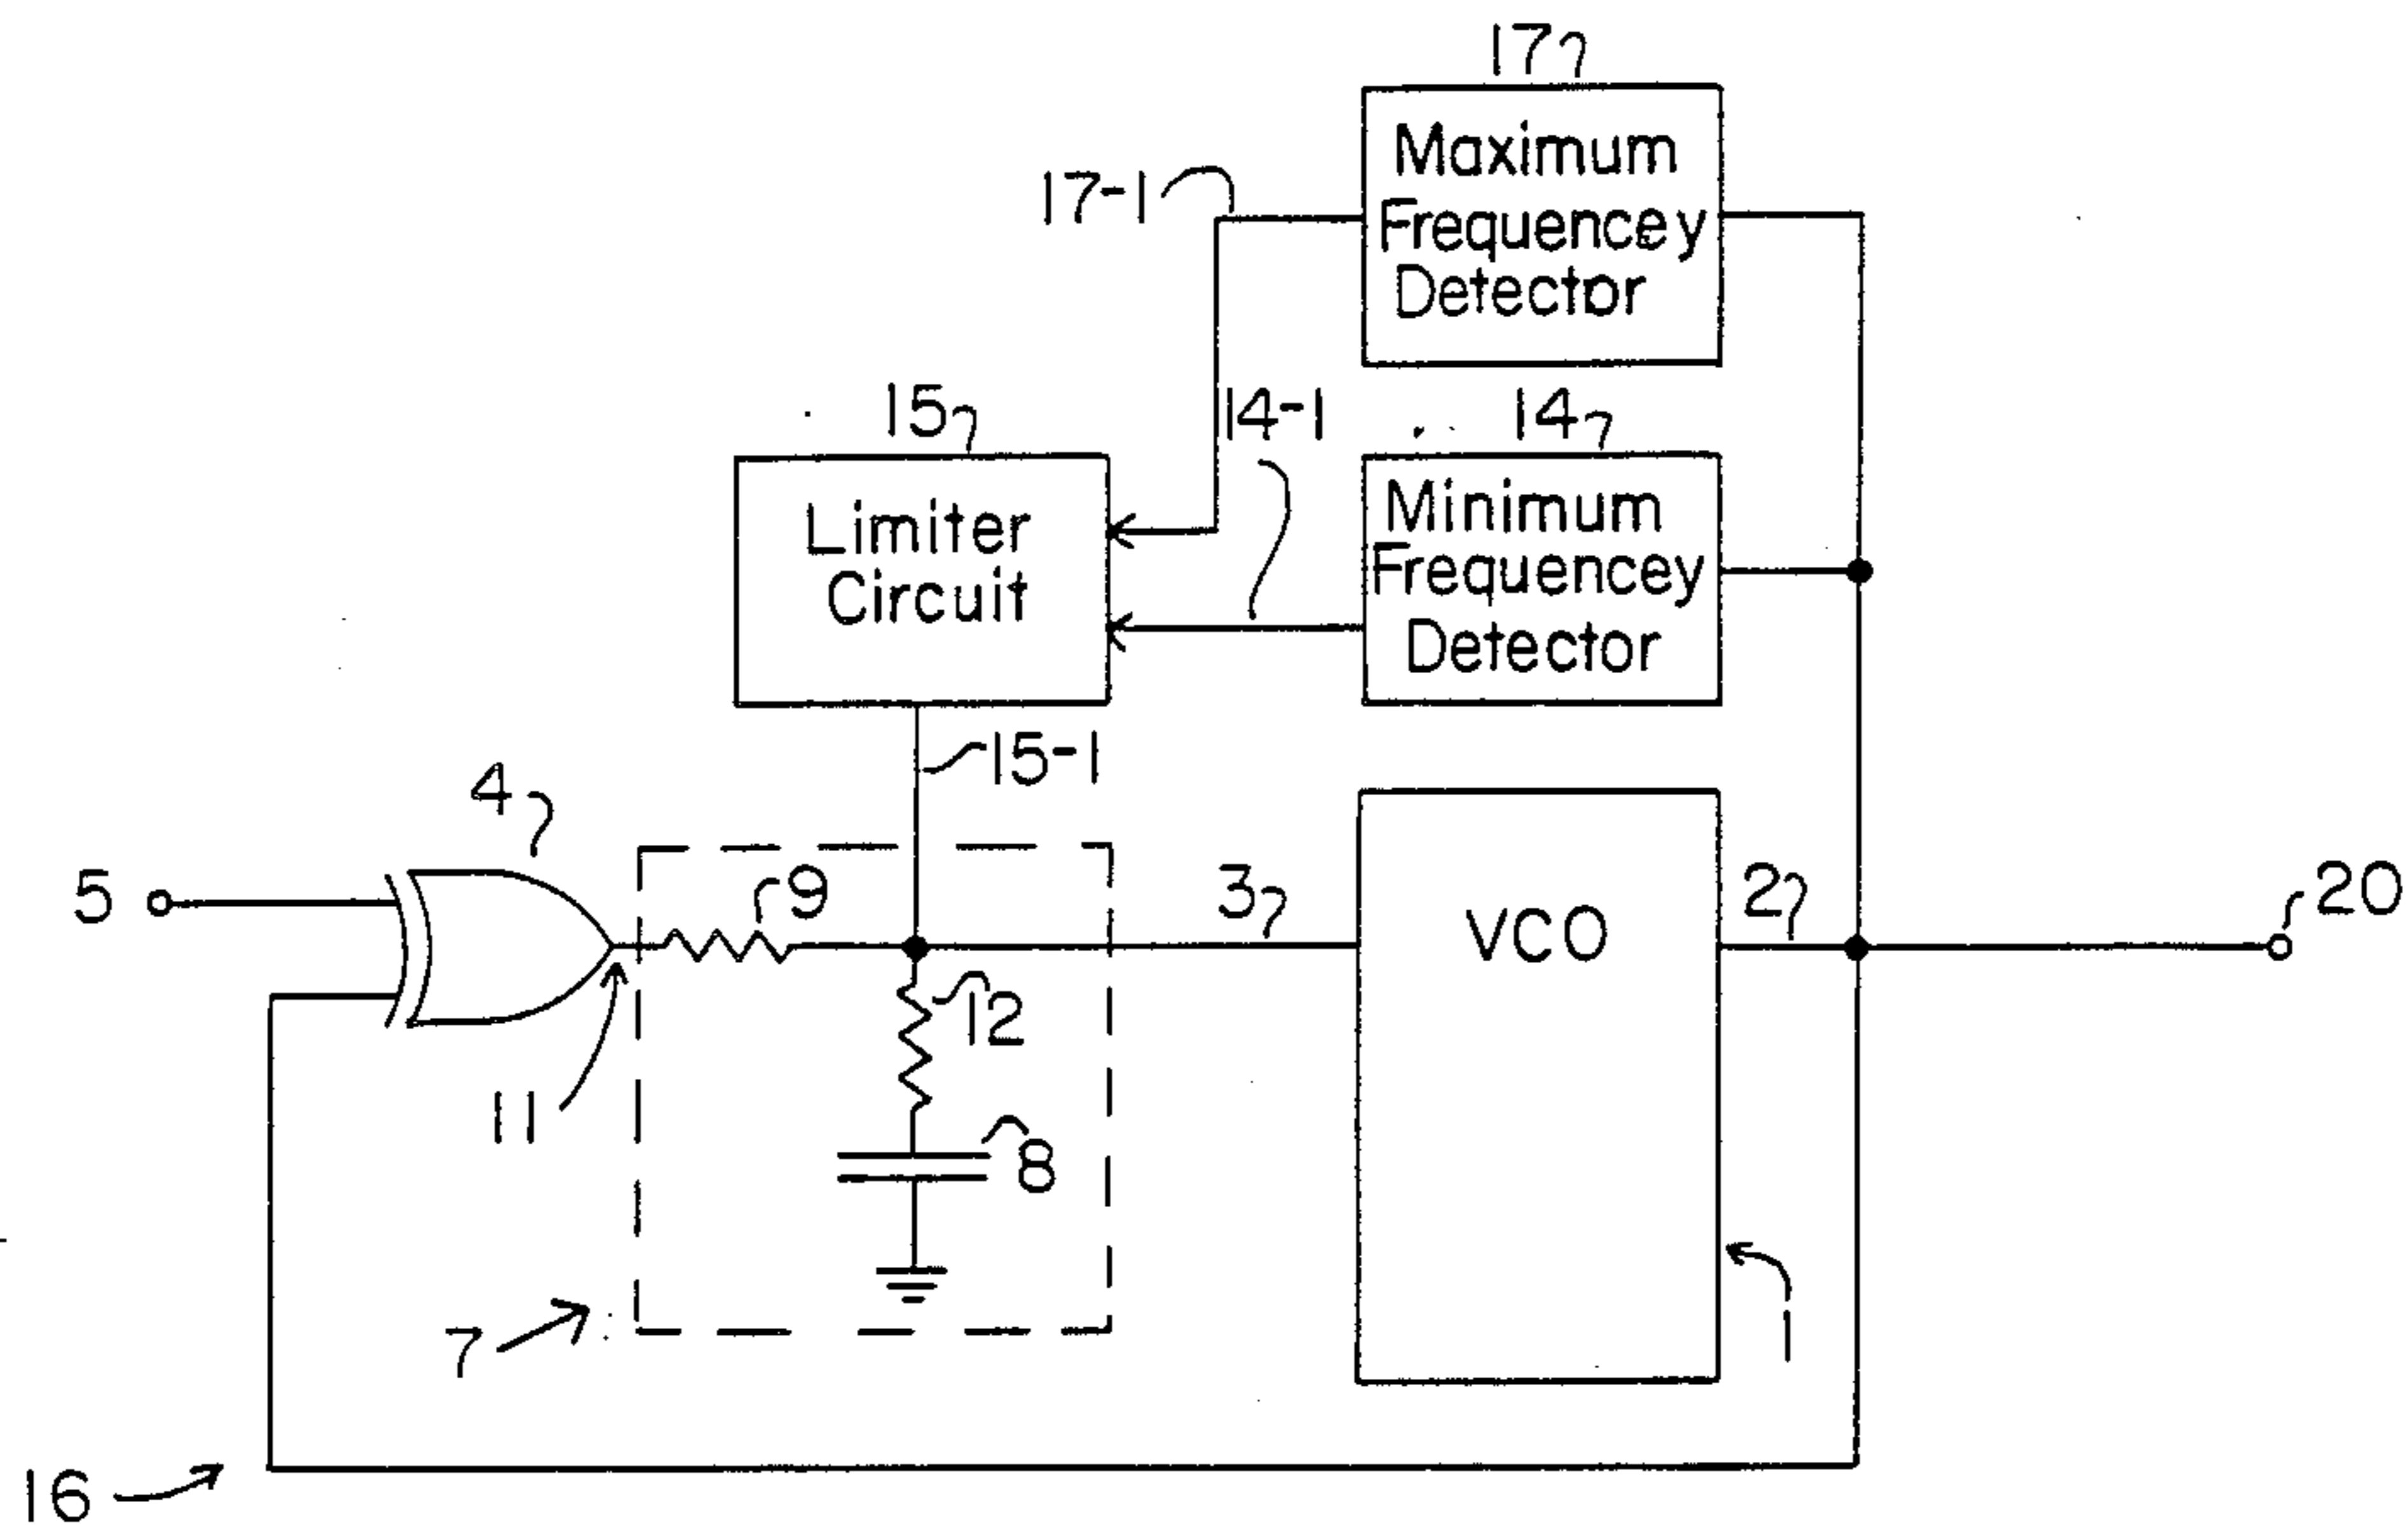 17
Maximum
Frequencey
Detector
17-1
15
14-1
14
Limiter
Circuit
Minimum
Frequencey
Detector
15-1
4
5
9
3
VCO
2
20
12
11
8
7
1
16